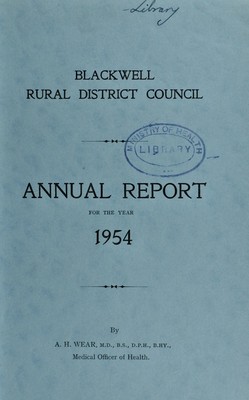 Library
BLACKWELL
RURAL DISTRICT COUNCIL
MINISTRY OF HEALTH
LIBRARY
ANNUAL REPORT
FOR THE YEAR
1954
By
A. H. WEAR, M.D., B.S., D.P.H., B.HY.,
Medical Officer of Health.